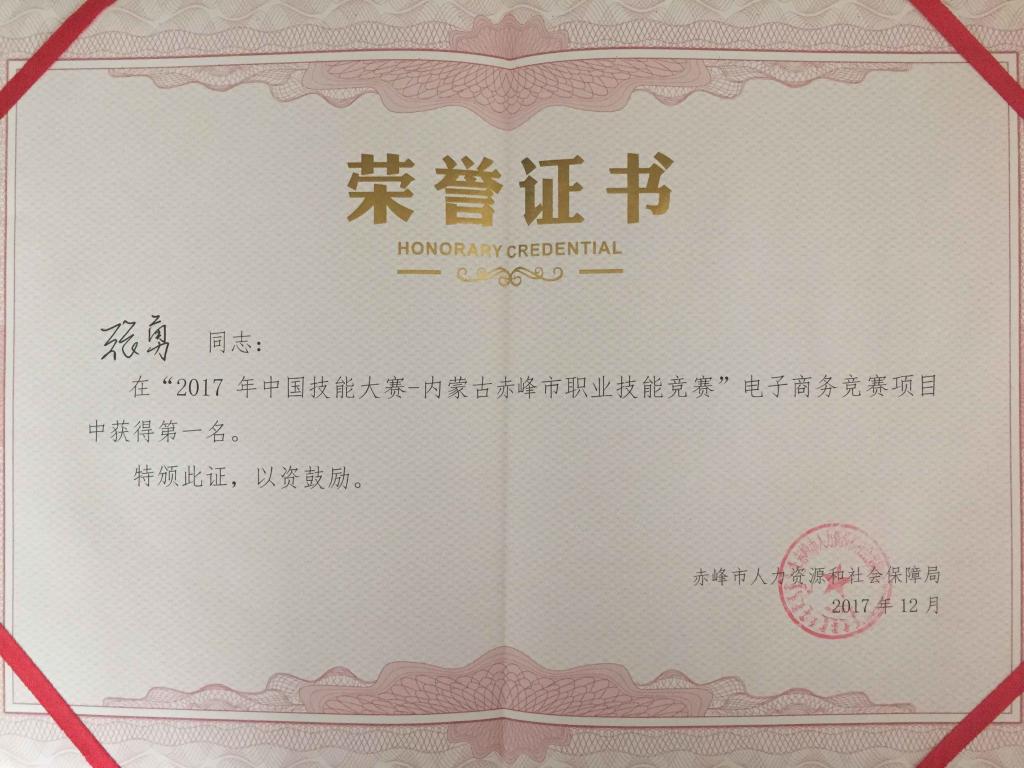 荣誉证书
HONORARY CREDENTIAL
张勇 同志：
在“2017 年中国技能大赛-内蒙古赤峰市职业技能竞赛”电子商务竞赛项目
中获得第一名。
特颁此证，以资鼓励。
赤峰市人力资源和社会保障局
2017 年 12 月